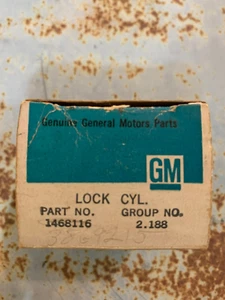 Genuine General Motors Parts
GM
LOCK CYL.
PART NO. GROUP NO.
1468116 2.188